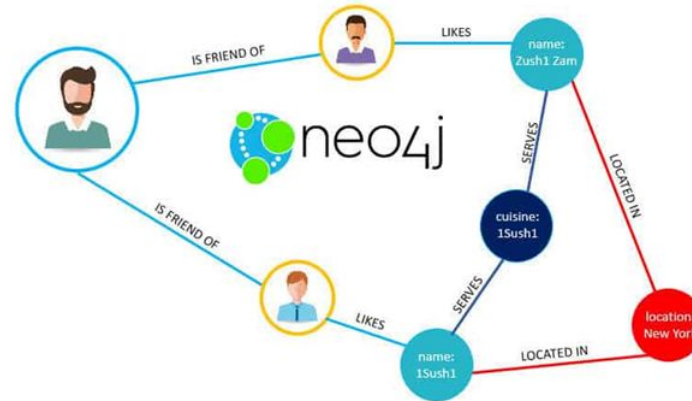 IS FRIEND OF
LIKES
name:
Zush1 Zam
neo4j
SERVES
LOCATED IN
cuisine:
1Sush1
IS FRIEND OF
SERVES
LIKES
name:
1Sush1
LOCATED IN
location
New York